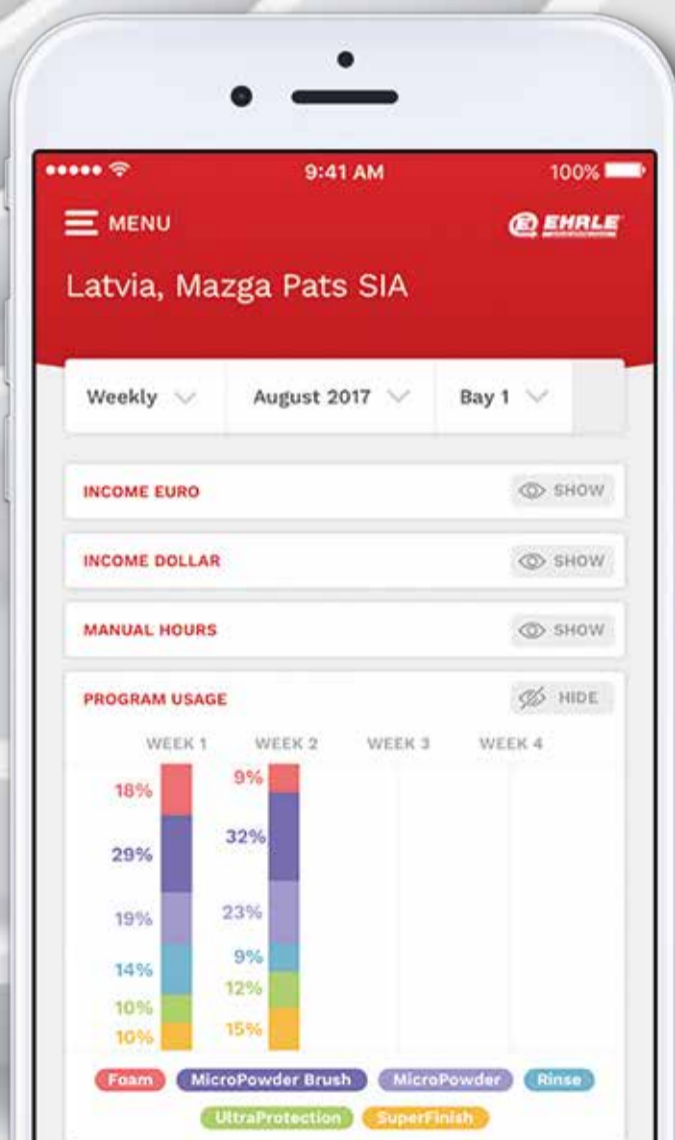 9:41 AM 100%
MENU EHRLE
Latvia, Mazga Pats SIA
Weekly August 2017 Bay 1
INCOME EURO SHOW
INCOME DOLLAR SHOW
MANUAL HOURS SHOW
PROGRAM USAGE HIDE
WEEK 1 WEEK 2 WEEK 3 WEEK 4
18% 9%
29% 32%
19% 23%
14% 9%
10% 12%
10% 15%
Foam MicroPowder Brush MicroPowder Rinse
UltraProtection SuperFinish